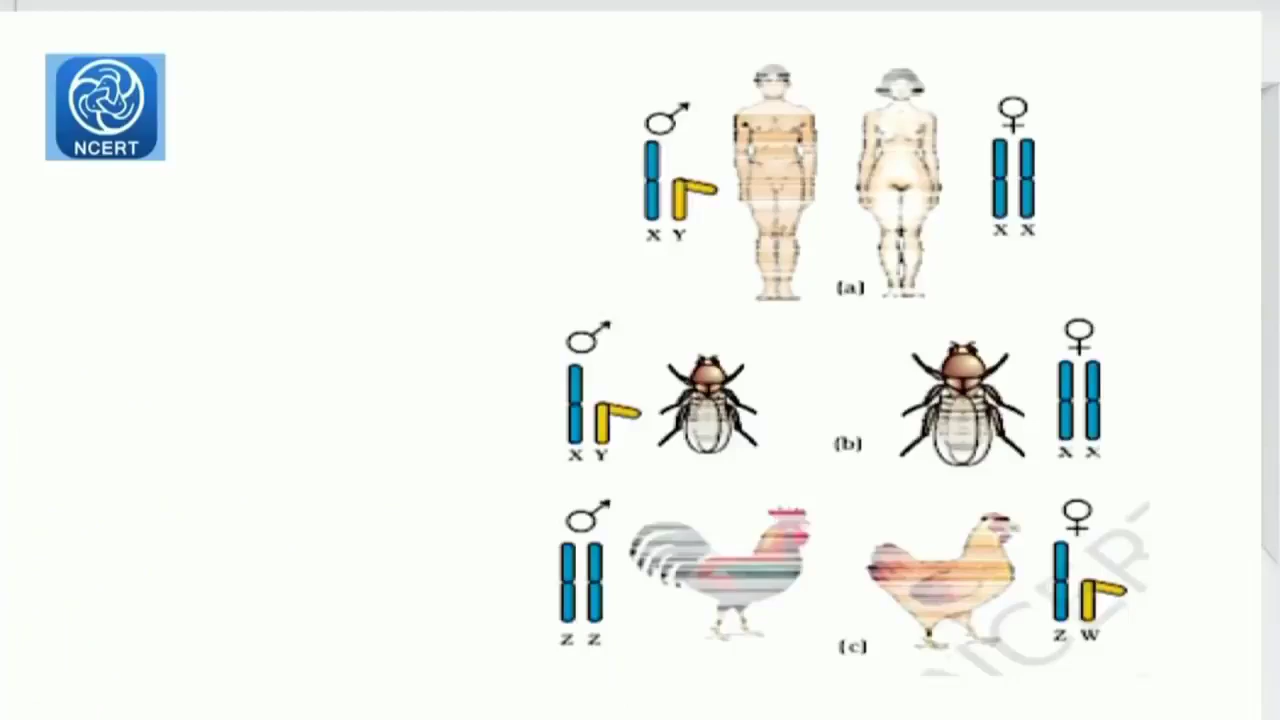 NCERT
X Y
X X
(a)
X Y
(b)
X X
Z Z
(c)
Z W